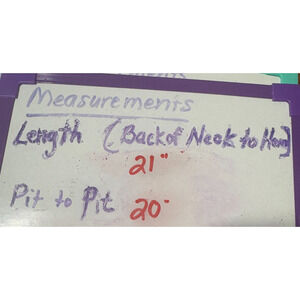 Measurements
Length (Back of Neck to Hem)
21"
Pit to Pit 20"